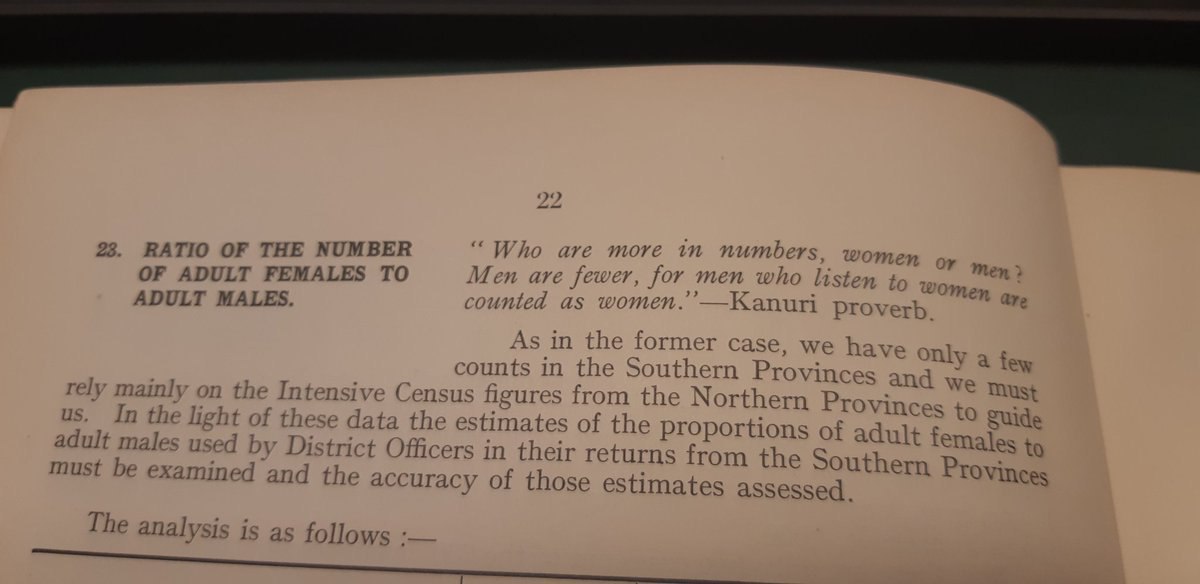 22
23. RATIO OF THE NUMBER
OF ADULT FEMALES TO
ADULT MALES.
“ Who are more in numbers, women or men?
Men are fewer, for men who listen to women are
counted as women.”—Kanuri proverb.
As in the former case, we have only a few
counts in the Southern Provinces and we must
rely mainly on the Intensive Census figures from the Northern Provinces to guide
us. In the light of these data the estimates of the proportions of adult females to
adult males used by District Officers in their returns from the Southern Provinces
must be examined and the accuracy of those estimates assessed.
The analysis is as follows :—